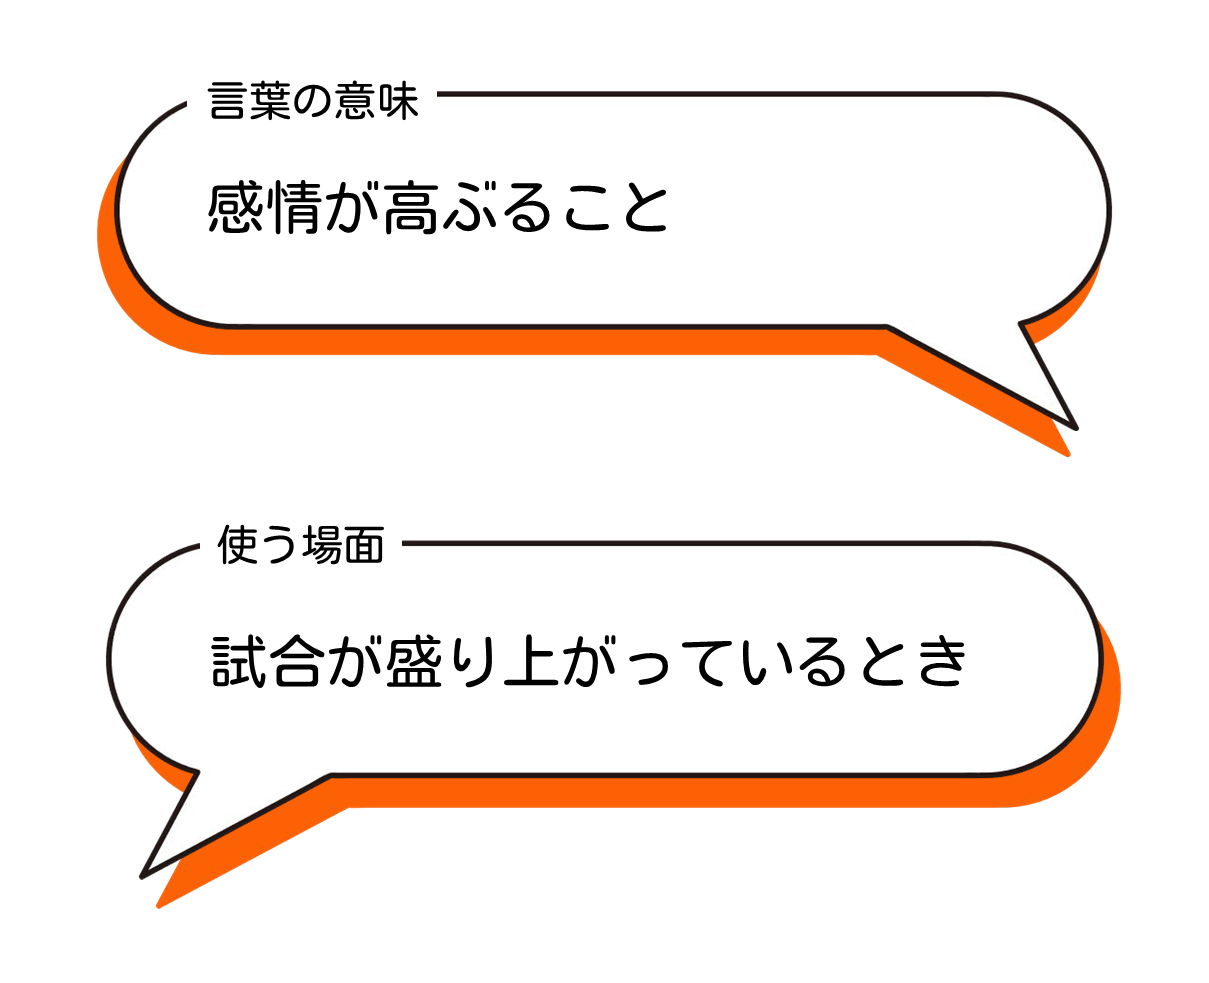 言葉の意味
感情が高ぶること
使う場面
試合が盛り上がっているとき